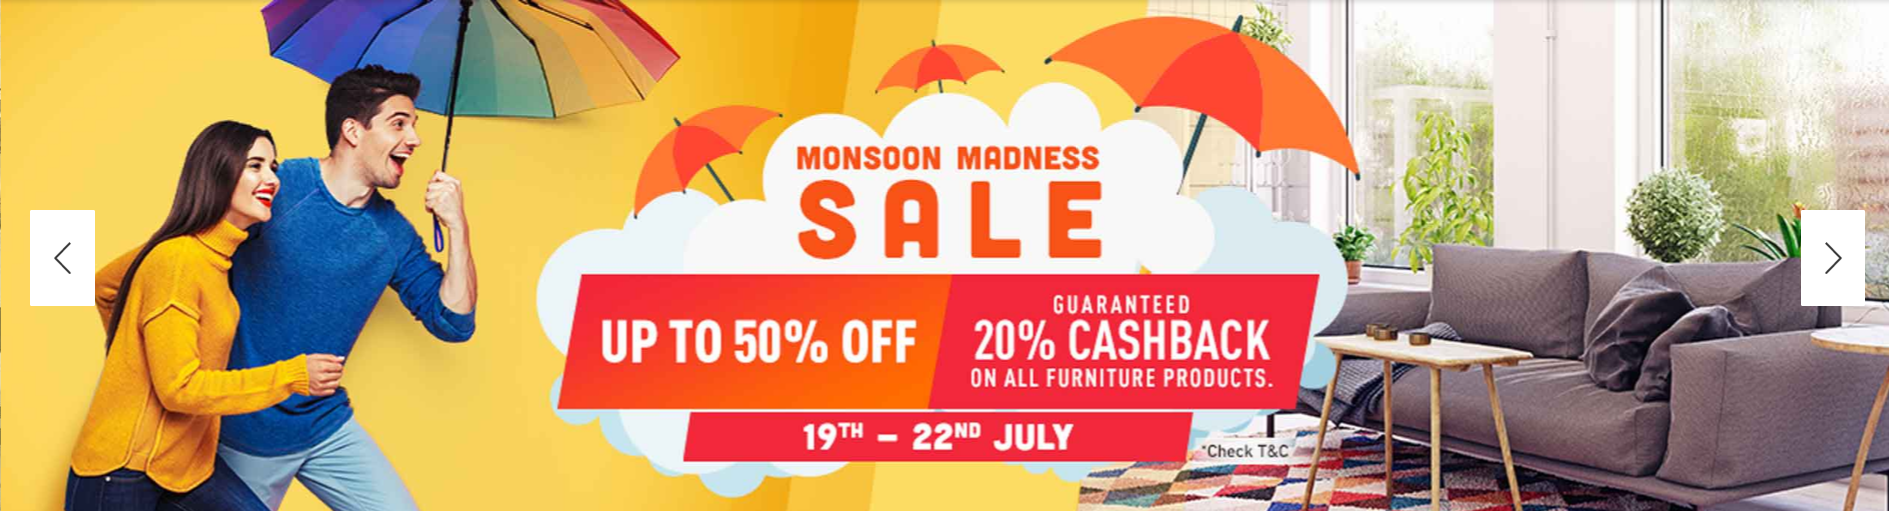 MONSOON MADNESS
SALE
UP TO 50% OFF
GUARANTEED
20% CASHBACK
ON ALL FURNITURE PRODUCTS.
19TH – 22ND JULY
*Check T&C